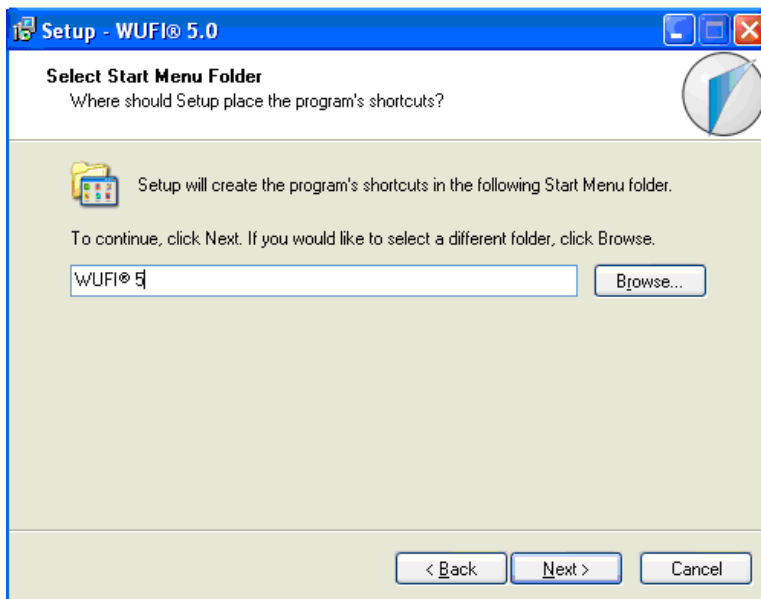 Setup - WUFI® 5.0
Select Start Menu Folder
Where should Setup place the program's shortcuts?
Setup will create the program's shortcuts in the following Start Menu folder.
To continue, click Next. If you would like to select a different folder, click Browse.
WUFI® 5
Browse...
< Back
Next >
Cancel